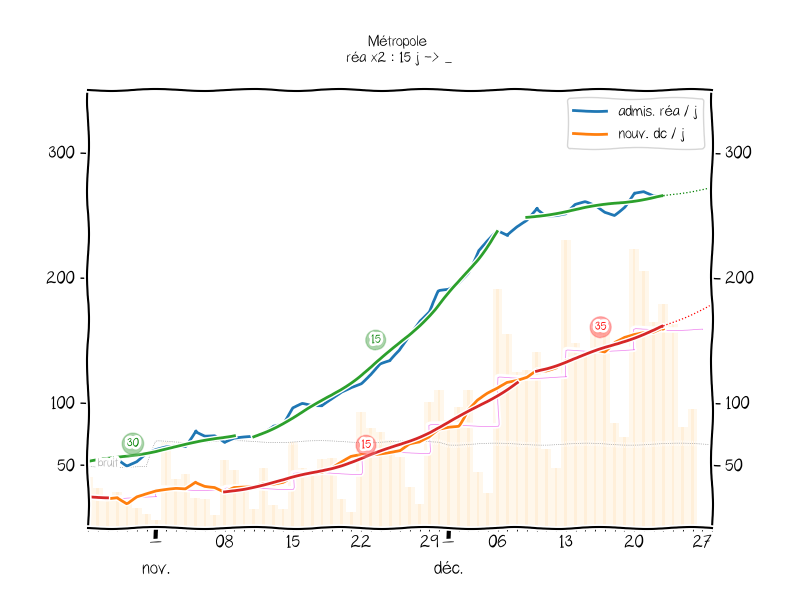 Métropole
réa x2 : 15 j -> _
admis. réa / j
nouv. dc / j
300
300
200
200
100
100
50
50
15
35
30
15
bruit
08
15
22
29
06
13
20
27
nov.
déc.